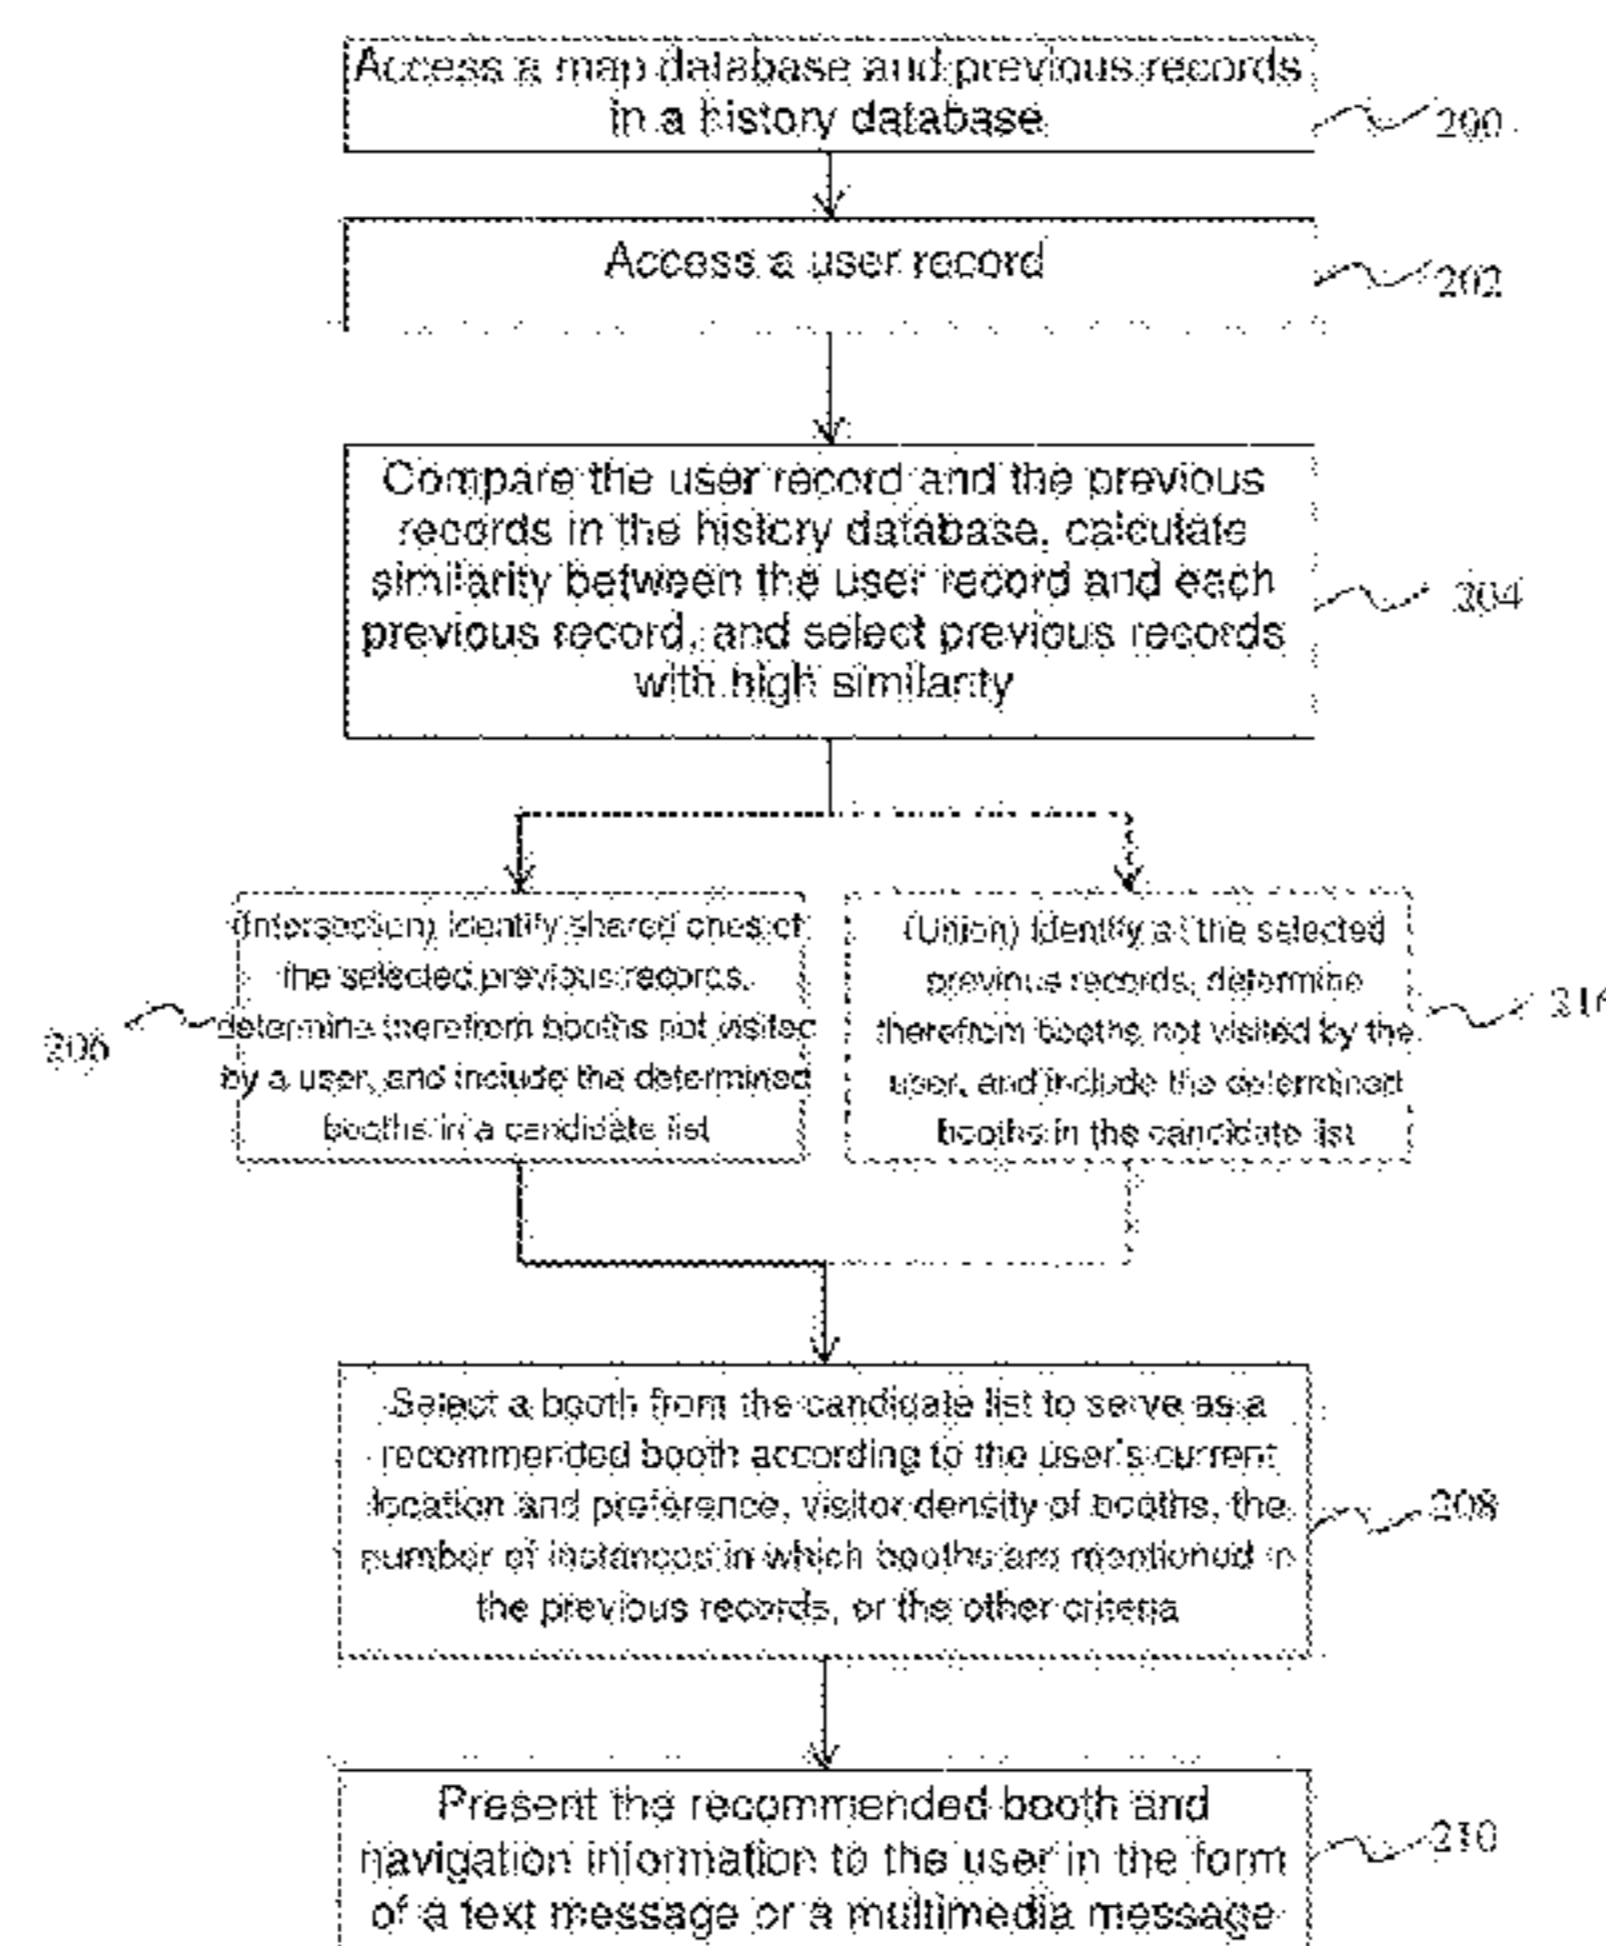 Access a map database and previous records
in a history database
200
Access a user record
202
Compare the user record and the previous
records in the history database, calculate
similarity between the user record and each
previous record, and select previous records
with high similarity
204
(Intersection) Identify shared ones of
the selected previous records,
determine therefrom booths not visited
by a user, and include the determined
booths in a candidate list
206
(Union) Identify all the selected
previous records, determine
therefrom booths not visited by the
user, and include the determined
booths in the candidate list
216
Select a booth from the candidate list to serve as a
recommended booth according to the user's current
location and preference, visitor density of booths, the
number of instances in which booths are mentioned in
the previous records, or the other criteria
208
Present the recommended booth and
navigation information to the user in the form
of a text message or a multimedia message
210